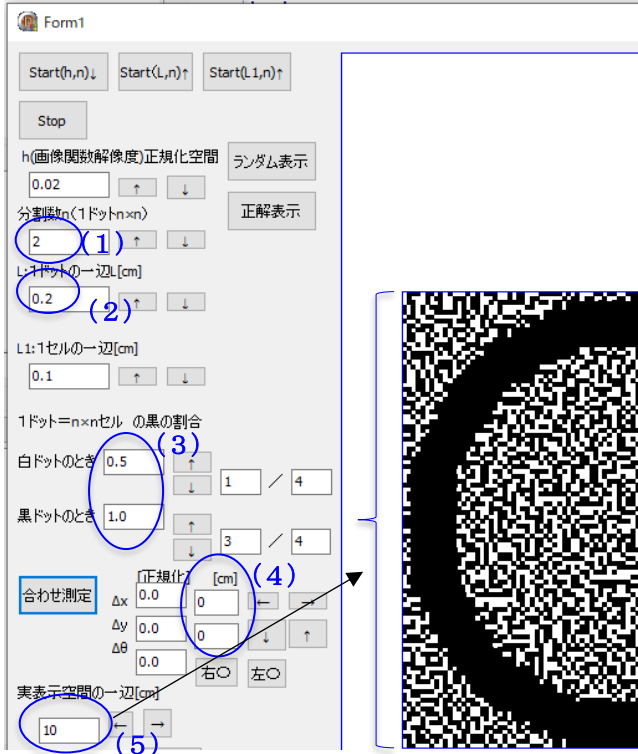 Form1
Start(h,n)↓ Start(L,n)↑ Start(L1,n)↑
Stop
h(画像関数解像度)正規化空間
ランダム表示
0.02 ↑ ↓
分割数n(1ドットn×n)
正解表示
2 (1) ↑ ↓
L:1ドットの一辺L[cm]
0.2 (2) ↑ ↓
L1:1セルの一辺[cm]
0.1 ↑ ↓
1ドット=n×nセル の黒の割合
(3)
白ドットのとき 0.5 ↑ ↓ 1 / 4
黒ドットのとき 1.0 ↑ ↓ 3 / 4
[正規化] [cm] (4)
合わせ測定
Δx 0.0 0 ← →
Δy 0.0 0 ↓ ↑
Δθ 0.0 右〇 左〇
実表示空間の一辺[cm]
10 ← →
(5)